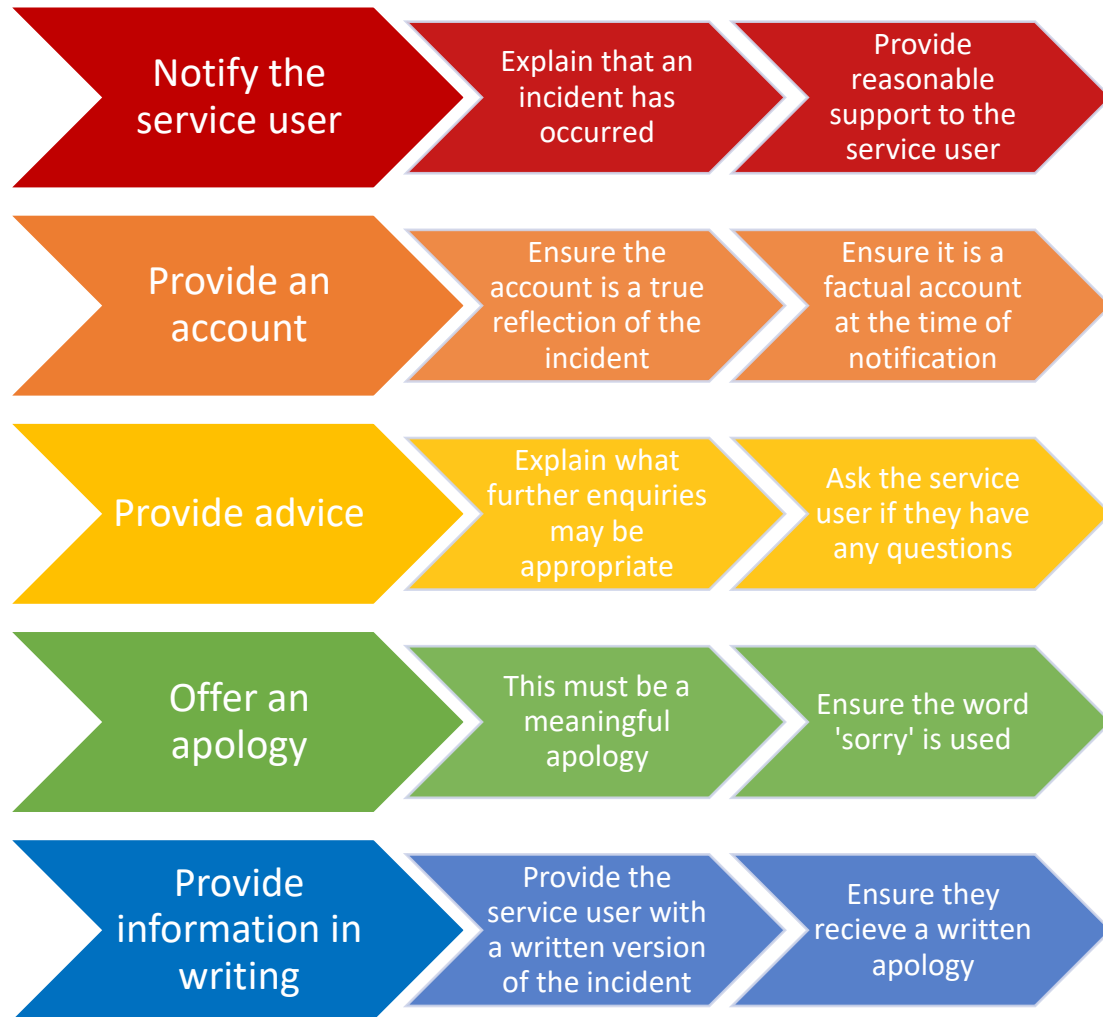 Notify the
service user
Explain that an
incident has
occurred
Provide
reasonable
support to the
service user
Provide an
account
Ensure the
account is a true
reflection of the
incident
Ensure it is a
factual account
at the time of
notification
Provide advice
Explain what
further enquiries
may be
appropriate
Ask the service
user if they have
any questions
Offer an
apology
This must be a
meaningful
apology
Ensure the word
'sorry' is used
Provide
information in
writing
Provide the
service user with
a written version
of the incident
Ensure they
recieve a written
apology